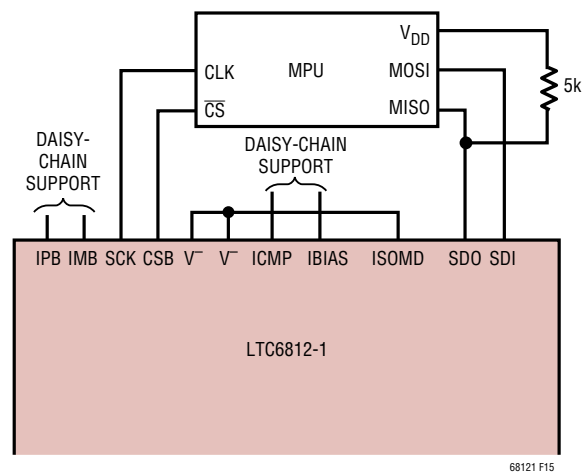 V_DD
CLK MPU MOSI
C̅S̅ MISO
5k
DAISY-
CHAIN
SUPPORT
DAISY-CHAIN
SUPPORT
IPB IMB SCK CSB V⁻ V⁻ ICMP IBIAS ISOMD SDO SDI
LTC6812-1
68121 F15